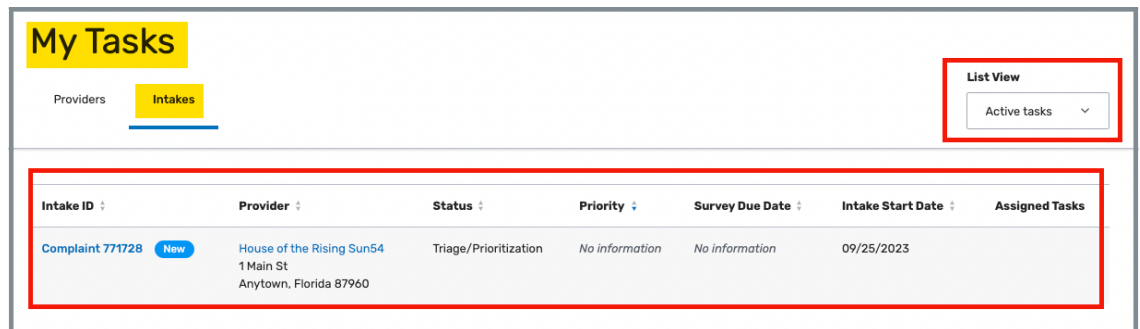 My Tasks
List View
Providers Intakes
Active tasks
Intake ID Provider Status Priority Survey Due Date Intake Start Date Assigned Tasks
Complaint 771728 New House of the Rising Sun54 Triage/Prioritization No information No information 09/25/2023
1 Main St
Anytown, Florida 87960